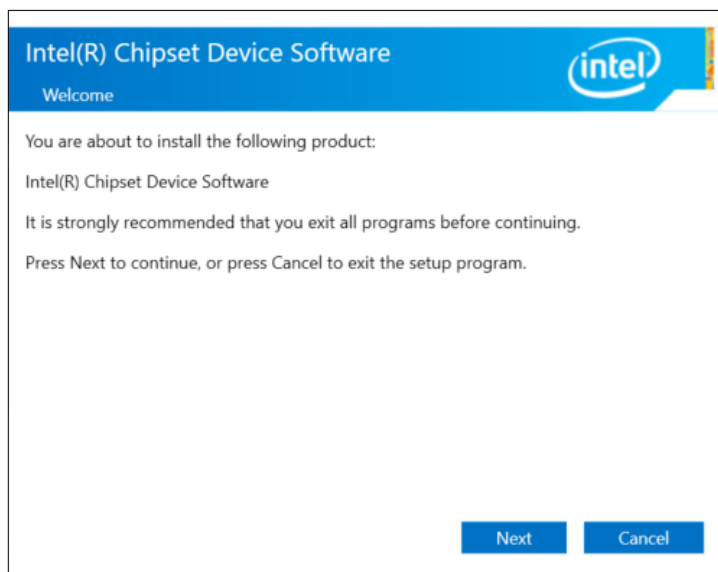 Intel(R) Chipset Device Software
intel
Welcome
You are about to install the following product:
Intel(R) Chipset Device Software
It is strongly recommended that you exit all programs before continuing.
Press Next to continue, or press Cancel to exit the setup program.
Next
Cancel